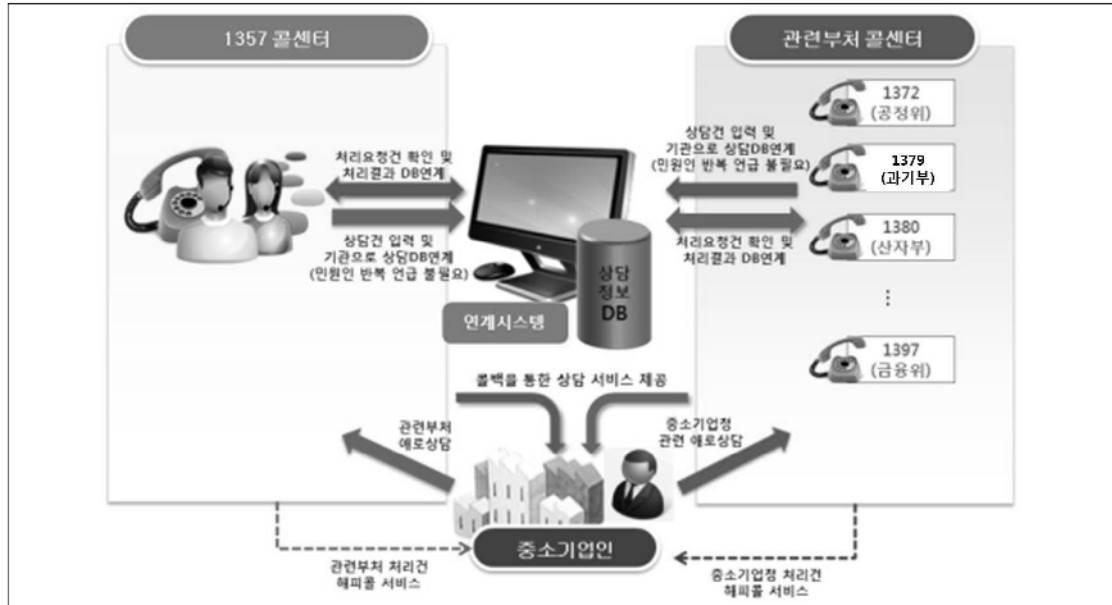 1357 콜센터
처리요청건 확인 및
처리결과 DB연계
상담건 입력 및
기관으로 상담DB연계
(민원인 반복 언급 불필요)
연계시스템
상담
정보
DB
관련부처 콜센터
상담건 입력 및
기관으로 상담DB연계
(민원인 반복 언급 불필요)
처리요청건 확인 및
처리결과 DB연계
1372
(공정위)
1379
(과기부)
1380
(산자부)
⋮
1397
(금융위)
콜백을 통한 상담 서비스 제공
관련부처
애로상담
중소기업청
관련 애로상담
중소기업인
관련부처 처리건
해피콜 서비스
중소기업청 처리건
해피콜 서비스